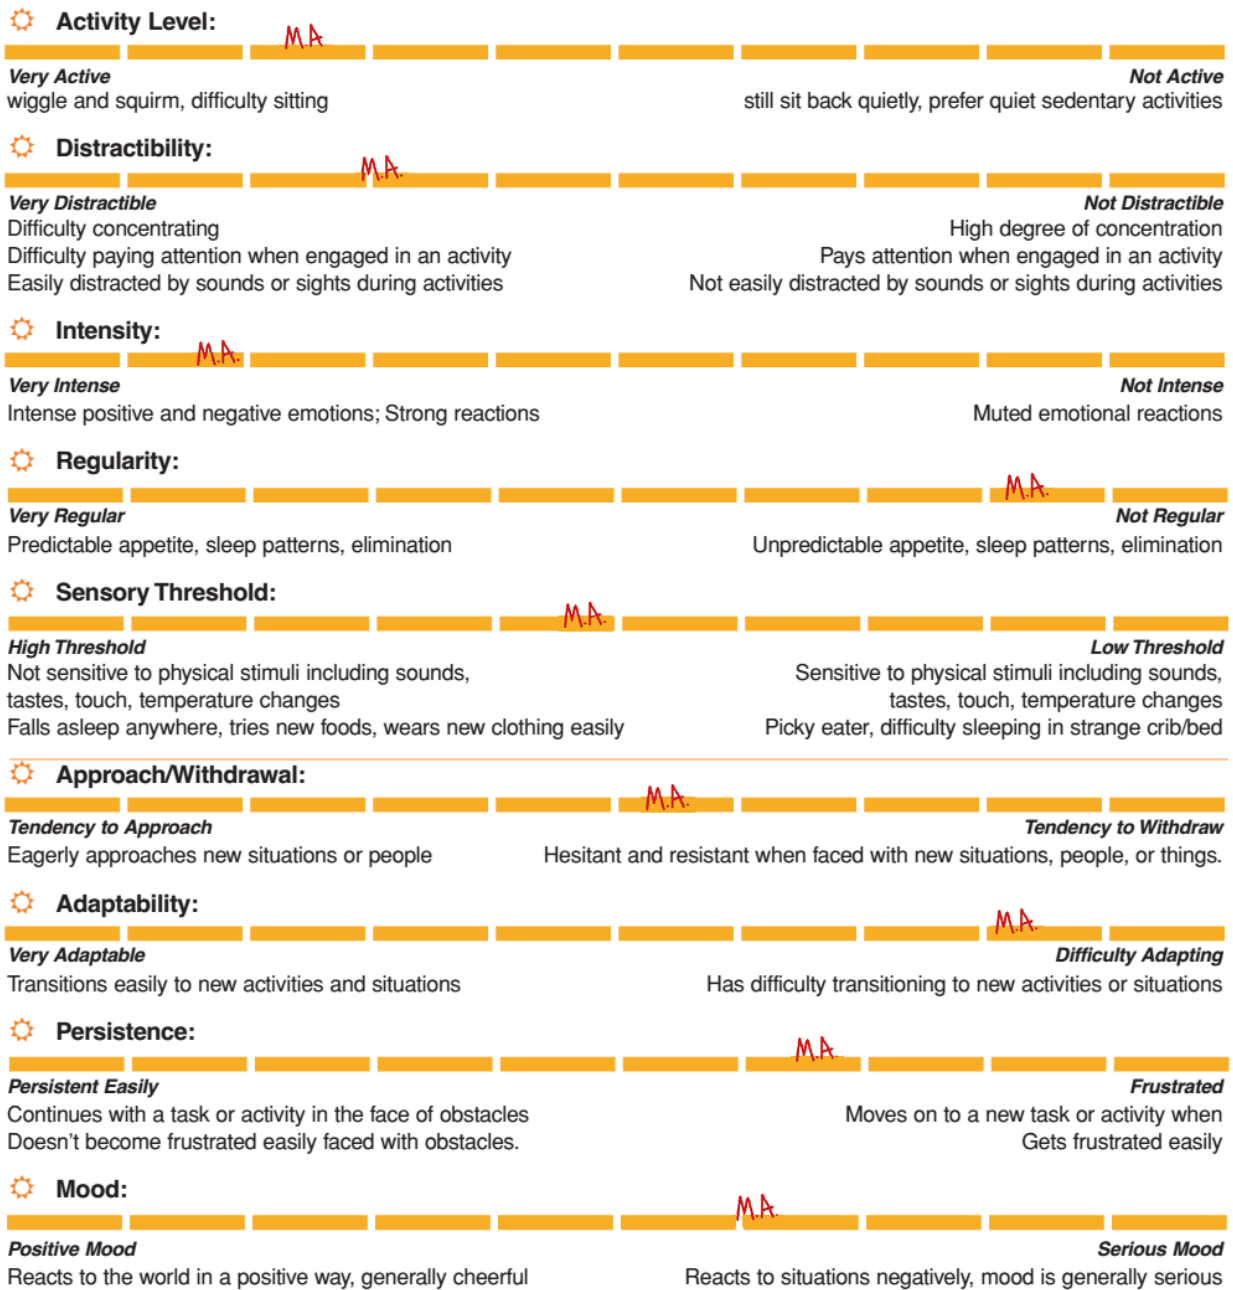 Activity Level:
M.A
Very Active
Not Active
wiggle and squirm, difficulty sitting
still sit back quietly, prefer quiet sedentary activities
Distractibility:
M.A.
Very Distractible
Not Distractible
Difficulty concentrating
High degree of concentration
Difficulty paying attention when engaged in an activity
Pays attention when engaged in an activity
Easily distracted by sounds or sights during activities
Not easily distracted by sounds or sights during activities
Intensity:
M.A.
Very Intense
Not Intense
Intense positive and negative emotions; Strong reactions
Muted emotional reactions
Regularity:
M.A.
Very Regular
Not Regular
Predictable appetite, sleep patterns, elimination
Unpredictable appetite, sleep patterns, elimination
Sensory Threshold:
M.A.
High Threshold
Low Threshold
Not sensitive to physical stimuli including sounds,
Sensitive to physical stimuli including sounds,
tastes, touch, temperature changes
tastes, touch, temperature changes
Falls asleep anywhere, tries new foods, wears new clothing easily
Picky eater, difficulty sleeping in strange crib/bed
Approach/Withdrawal:
M.A.
Tendency to Approach
Tendency to Withdraw
Eagerly approaches new situations or people
Hesitant and resistant when faced with new situations, people, or things.
Adaptability:
M.A.
Very Adaptable
Difficulty Adapting
Transitions easily to new activities and situations
Has difficulty transitioning to new activities or situations
Persistence:
M.A.
Persistent Easily
Frustrated
Continues with a task or activity in the face of obstacles
Moves on to a new task or activity when
Doesn't become frustrated easily faced with obstacles.
Gets frustrated easily
Mood:
M.A.
Positive Mood
Serious Mood
Reacts to the world in a positive way, generally cheerful
Reacts to situations negatively, mood is generally serious